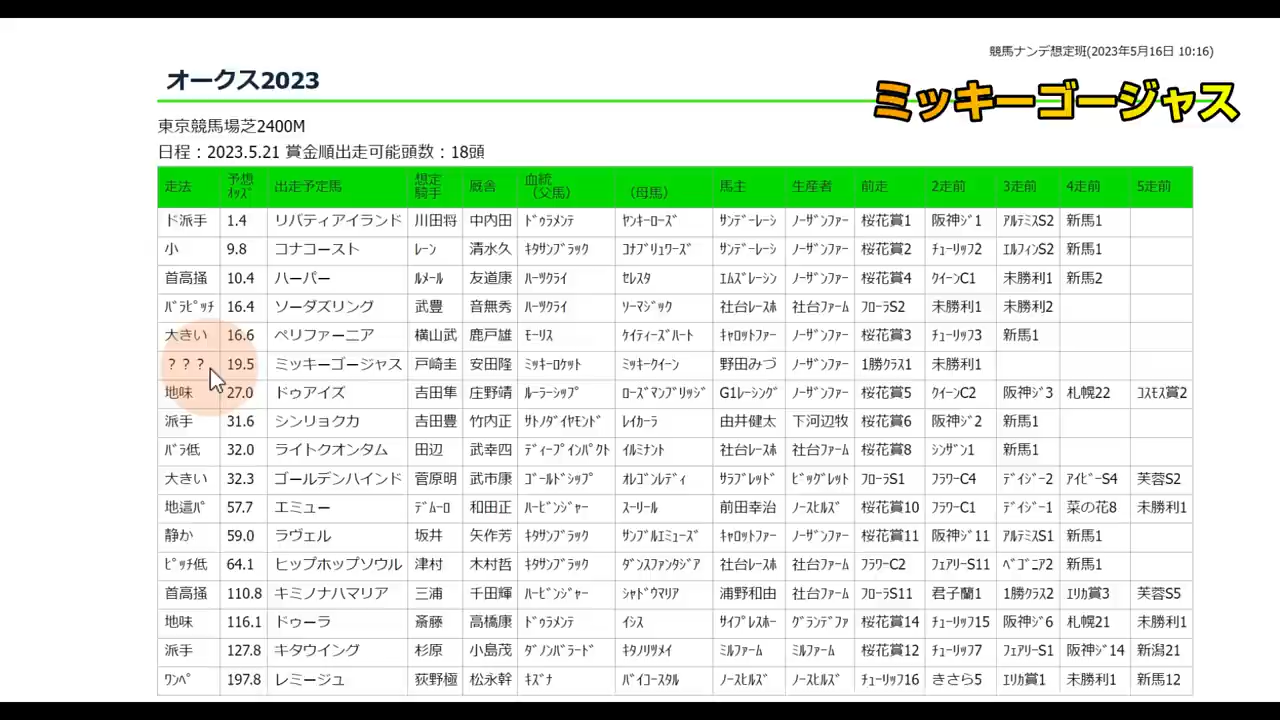 競馬ナンデ想定班(2023年5月16日 10:16)
オークス2023
ミッキーゴージャス
東京競馬場芝2400M
日程：2023.5.21 賞金順出走可能頭数：18頭
走法 予想ｵｯｽﾞ 出走予定馬 想定騎手 厩舎 血統（父馬） （母馬） 馬主 生産者 前走 2走前 3走前 4走前 5走前
ド派手 1.4 リバティアイランド 川田将 中内田 ﾄﾞｩﾗﾒﾝﾃ ﾔﾝｷｰﾛｰｽﾞ ｻﾝﾃﾞｰﾚｰｼ ﾉｰｻﾞﾝﾌｧｰ 桜花賞1 阪神ｼﾞ1 ｱﾙﾃﾐｽS2 新馬1
小 9.8 コナコースト ﾚｰﾝ 清水久 ｷﾀｻﾝﾌﾞﾗｯｸ ｺﾅﾌﾞﾘｭﾜｰｽﾞ ｻﾝﾃﾞｰﾚｰｼ ﾉｰｻﾞﾝﾌｧｰ 桜花賞2 ﾁｭｰﾘｯﾌ2 ｴﾙﾌｨﾝS2 新馬1
首高掻 10.4 ハーパー ﾙﾒｰﾙ 友道康 ﾊｰﾂｸﾗｲ ｾﾚｽﾀ ｴﾑｽﾞﾚｰｼﾝ ﾉｰｻﾞﾝﾌｧｰ 桜花賞4 ｸｲｰﾝC1 未勝利1 新馬2
ﾊﾞﾗﾋﾟｯﾁ 16.4 ソーダズリング 武豊 音無秀 ﾊｰﾂｸﾗｲ ｿｰﾏｼﾞｯｸ 社台ﾚｰｽﾎ 社台ﾌｧｰﾑ ﾌﾛｰﾗS2 未勝利1 未勝利2
大きい 16.6 ペリファーニア 横山武 鹿戸雄 ﾓｰﾘｽ ｹｲﾃｨｰｽﾞﾊｰﾄ ｷｬﾛｯﾄﾌｧｰ ﾉｰｻﾞﾝﾌｧｰ 桜花賞3 ﾁｭｰﾘｯﾌ3 新馬1
？？？ 19.5 ミッキーゴージャス 戸崎圭 安田隆 ﾐｯｷｰﾛｹｯﾄ ﾐｯｷｰｸｲｰﾝ 野田みづ ﾉｰｻﾞﾝﾌｧｰ 1勝ｸﾗｽ1 未勝利1
地味 27.0 ドゥアイズ 吉田隼 庄野靖 ﾙｰﾗｰｼｯﾌﾟ ﾛｰｽﾞﾏﾝﾌﾞﾘｯｼﾞ G1ﾚｰｼﾝｸﾞ ﾉｰｻﾞﾝﾌｧｰ 桜花賞5 ｸｲｰﾝC2 阪神ｼﾞ3 札幌22 ｺｽﾓｽ賞2
派手 31.6 シンリョクカ 吉田豊 竹内正 ｻﾄﾉﾀﾞｲﾔﾓﾝﾄﾞ ﾚｲｶｰﾗ 由井健太 下河辺牧 桜花賞6 阪神ｼﾞ2 新馬1
ﾊﾞﾗ低 32.0 ライトクオンタム 田辺 武幸四 ﾃﾞｨｰﾌﾟｲﾝﾊﾟｸﾄ ｲﾙﾐﾅﾝﾄ 社台ﾚｰｽﾎ 社台ﾌｧｰﾑ 桜花賞8 ｼﾝｻﾞﾝ1 新馬1
大きい 32.3 ゴールデンハインド 菅原明 武市康 ｺﾞｰﾙﾄﾞｼｯﾌﾟ ｵﾚｺﾞﾝﾚﾃﾞｨ ｻﾗﾌﾞﾚｯﾄﾞ ﾋﾞｯｸﾞﾚｯﾄ ﾌﾛｰﾗS1 ﾌﾗﾜｰC4 ﾃﾞｲｼﾞｰ2 ｱｲﾋﾞｰS4 芙蓉S2
地這ﾊﾟ 57.7 エミュー ﾃﾞﾑｰﾛ 和田正 ﾊｰﾋﾞﾝｼﾞｬｰ ｽｰﾘｰﾙ 前田幸治 ﾉｰｽﾋﾙｽﾞ 桜花賞10 ﾌﾗﾜｰC1 ﾃﾞｲｼﾞｰ1 菜の花8 未勝利1
静か 59.0 ラヴェル 坂井 矢作芳 ｷﾀｻﾝﾌﾞﾗｯｸ ｻﾝﾌﾞﾙｴﾐｭｰｽﾞ ｷｬﾛｯﾄﾌｧｰ ﾉｰｻﾞﾝﾌｧｰ 桜花賞11 阪神ｼﾞ11 ｱﾙﾃﾐｽS1 新馬1
ﾋﾟｯﾁ低 64.1 ヒップホップソウル 津村 木村哲 ｷﾀｻﾝﾌﾞﾗｯｸ ﾀﾞﾝｽﾌｧﾝﾀｼﾞｱ 社台ﾚｰｽﾎ 社台ﾌｧｰﾑ ﾌﾗﾜｰC2 ﾌｪｱﾘｰS11 ﾍﾞｺﾞﾆｱ2 新馬1
首高掻 110.8 キミノナハマリア 三浦 千田輝 ﾊｰﾋﾞﾝｼﾞｬｰ ｼｬﾄﾞｳﾏﾘｱ 浦野和由 社台ﾌｧｰﾑ ﾌﾛｰﾗS11 君子蘭1 1勝ｸﾗｽ2 ｴﾘｶ賞3 芙蓉S5
地味 116.1 ドゥーラ 斎藤 高橋康 ﾄﾞｩﾗﾒﾝﾃ ｲｼｽ ｻｲﾌﾟﾚｽﾎｰ ｸﾞﾗﾝﾃﾞﾌｧ 桜花賞14 ﾁｭｰﾘｯﾌ15 阪神ｼﾞ6 札幌21 未勝利1
派手 127.8 キタウイング 杉原 小島茂 ﾀﾞﾉﾝﾊﾞﾗｰﾄﾞ ｷﾀﾉﾘﾂﾒｲ ﾐﾙﾌｧｰﾑ ﾐﾙﾌｧｰﾑ 桜花賞12 ﾁｭｰﾘｯﾌ7 ﾌｪｱﾘｰS1 阪神ｼﾞ14 新潟21
ﾜﾝﾍﾟ 197.8 レミージュ 荻野極 松永幹 ｷｽﾞﾅ ﾊﾞｲｺｰｽﾀﾙ ﾉｰｽﾋﾙｽﾞ ﾉｰｽﾋﾙｽﾞ ﾁｭｰﾘｯﾌ16 きさら5 ｴﾘｶ賞1 未勝利1 新馬12